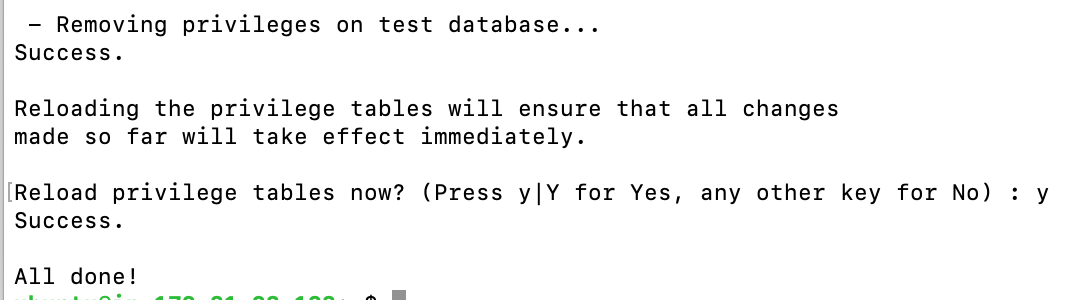 - Removing privileges on test database...
Success.
Reloading the privilege tables will ensure that all changes
made so far will take effect immediately.
[Reload privilege tables now? (Press y|Y for Yes, any other key for No) : y
Success.
All done!
$